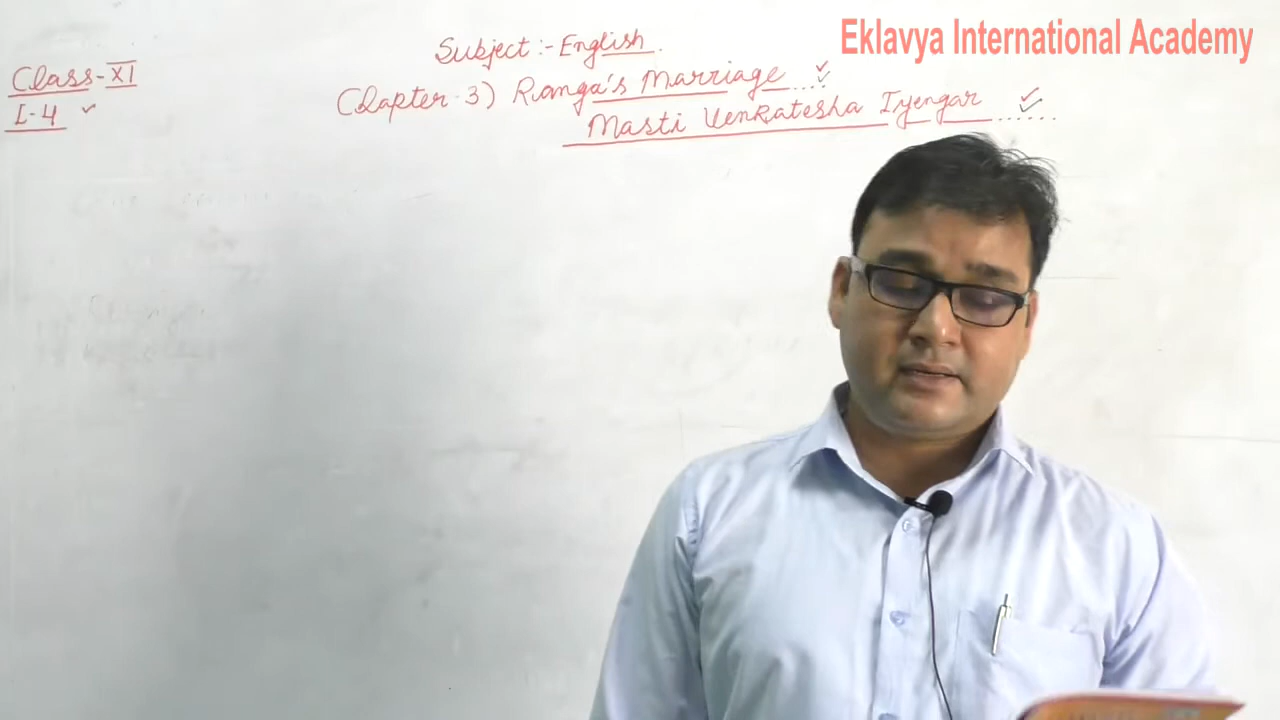 Eklavya International Academy
Subject :- English.
Class - XI
L-4
Chapter-3) Ranga's Marriage
Masti Venkatesha Iyengar